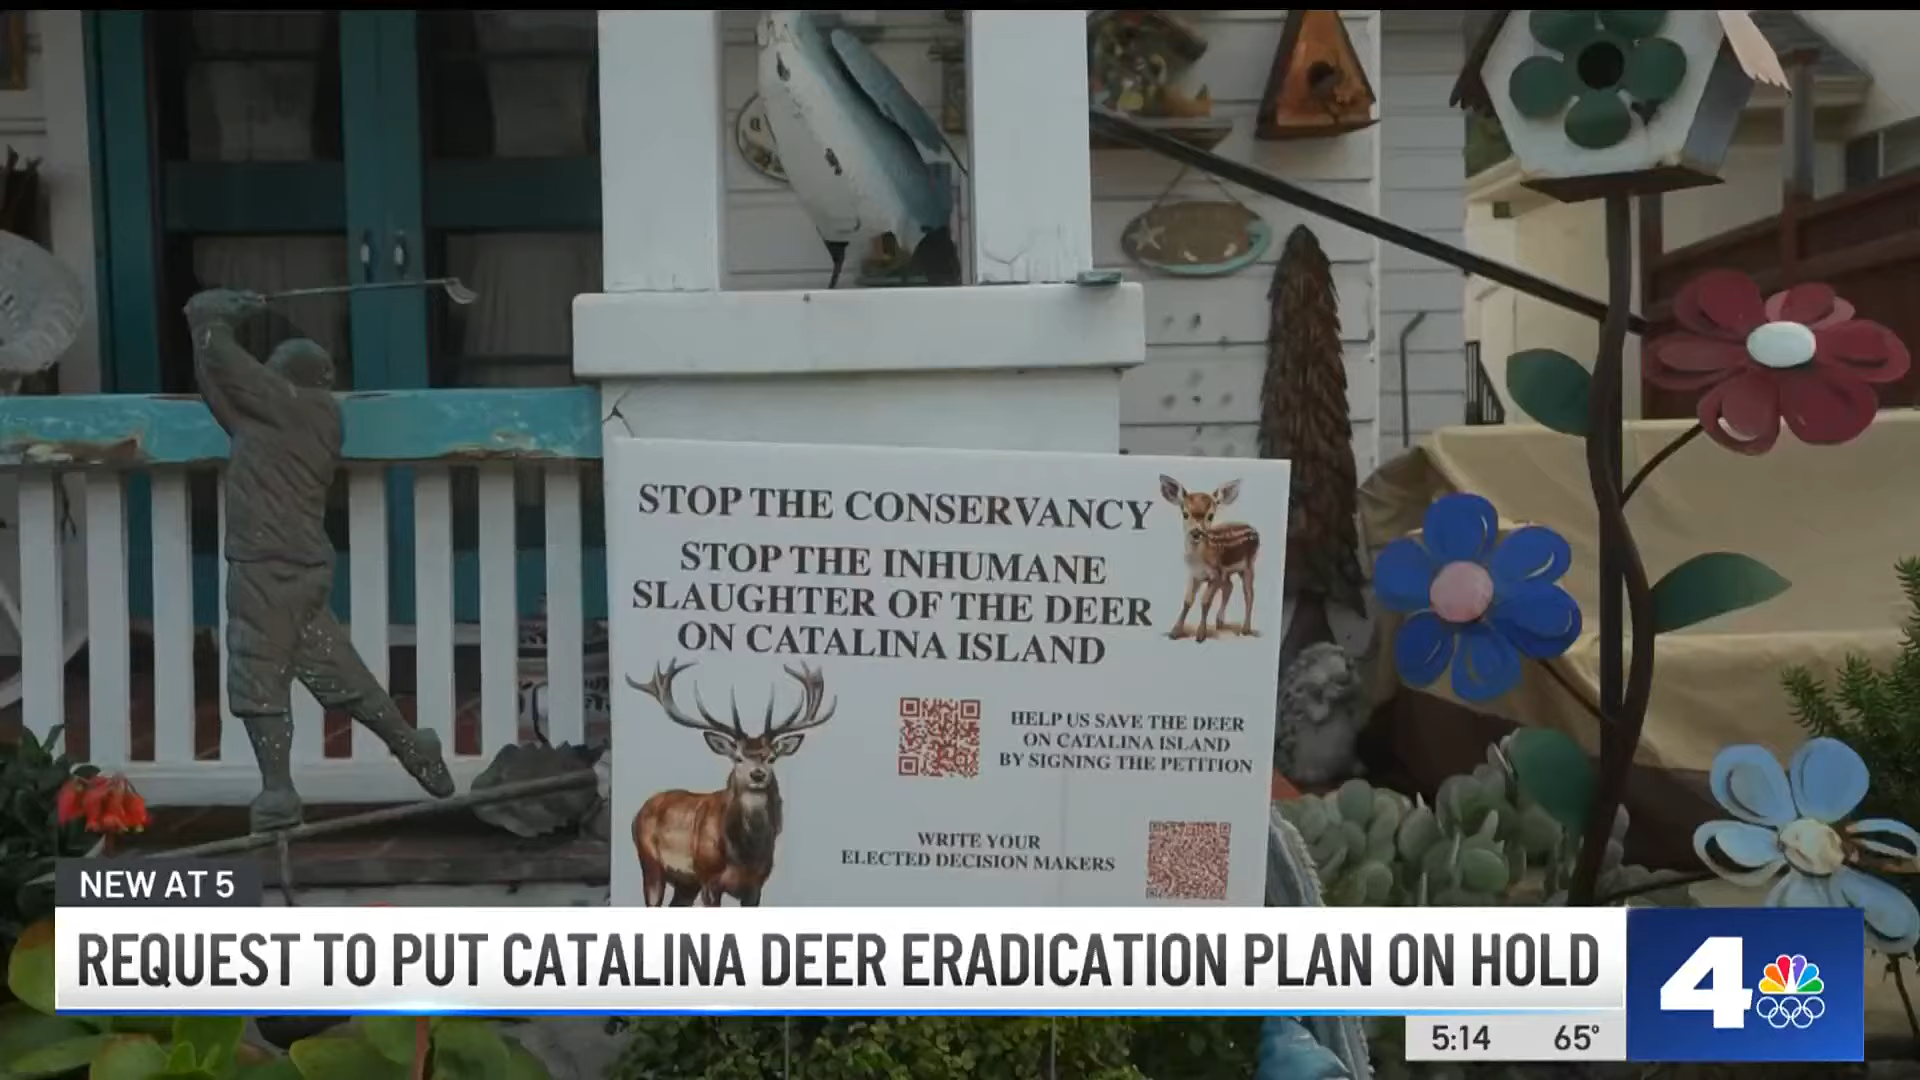 STOP THE CONSERVANCY
STOP THE INHUMANE
SLAUGHTER OF THE DEER
ON CATALINA ISLAND
HELP US SAVE THE DEER
ON CATALINA ISLAND
BY SIGNING THE PETITION
WRITE YOUR
ELECTED DECISION MAKERS
NEW AT 5
REQUEST TO PUT CATALINA DEER ERADICATION PLAN ON HOLD
4
5:14 65°